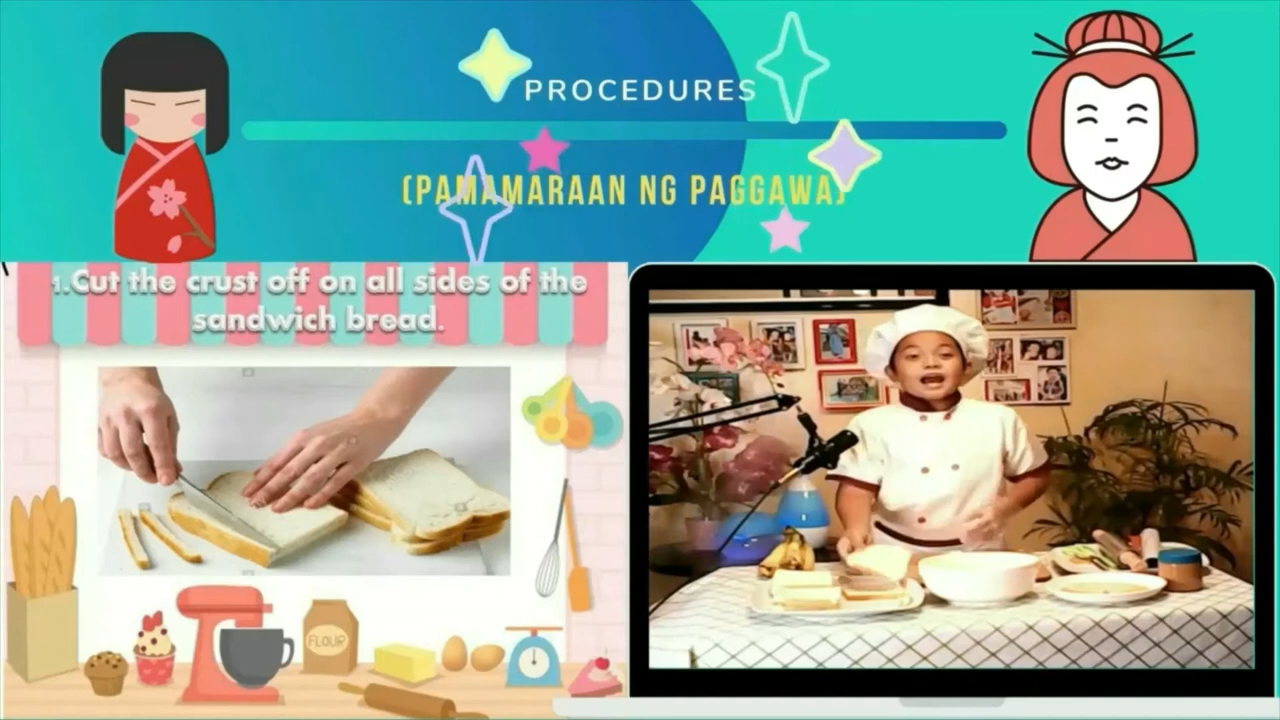 PROCEDURES
(PAMAMARAAN NG PAGGAWA)
1.Cut the crust off on all sides of the
sandwich bread.
FLOUR